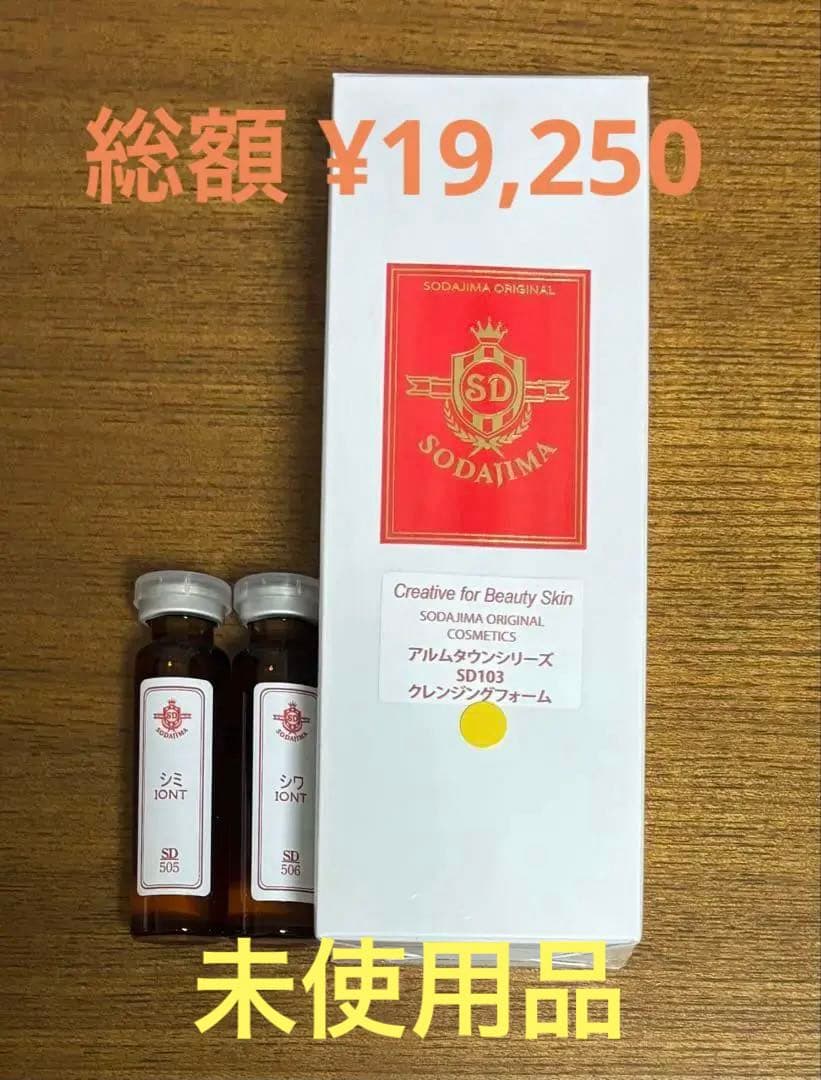 総額 ¥19,250
SODAJIMA ORIGINAL
SD
SODAJIMA
Creative for Beauty Skin
SODAJIMA ORIGINAL
COSMETICS
アルムタウンシリーズ
SD103
クレンジングフォーム
SD
SODAJIMA
シミ
IONT
SD
505
SD
SODAJIMA
シワ
IONT
SD
506
未使用品